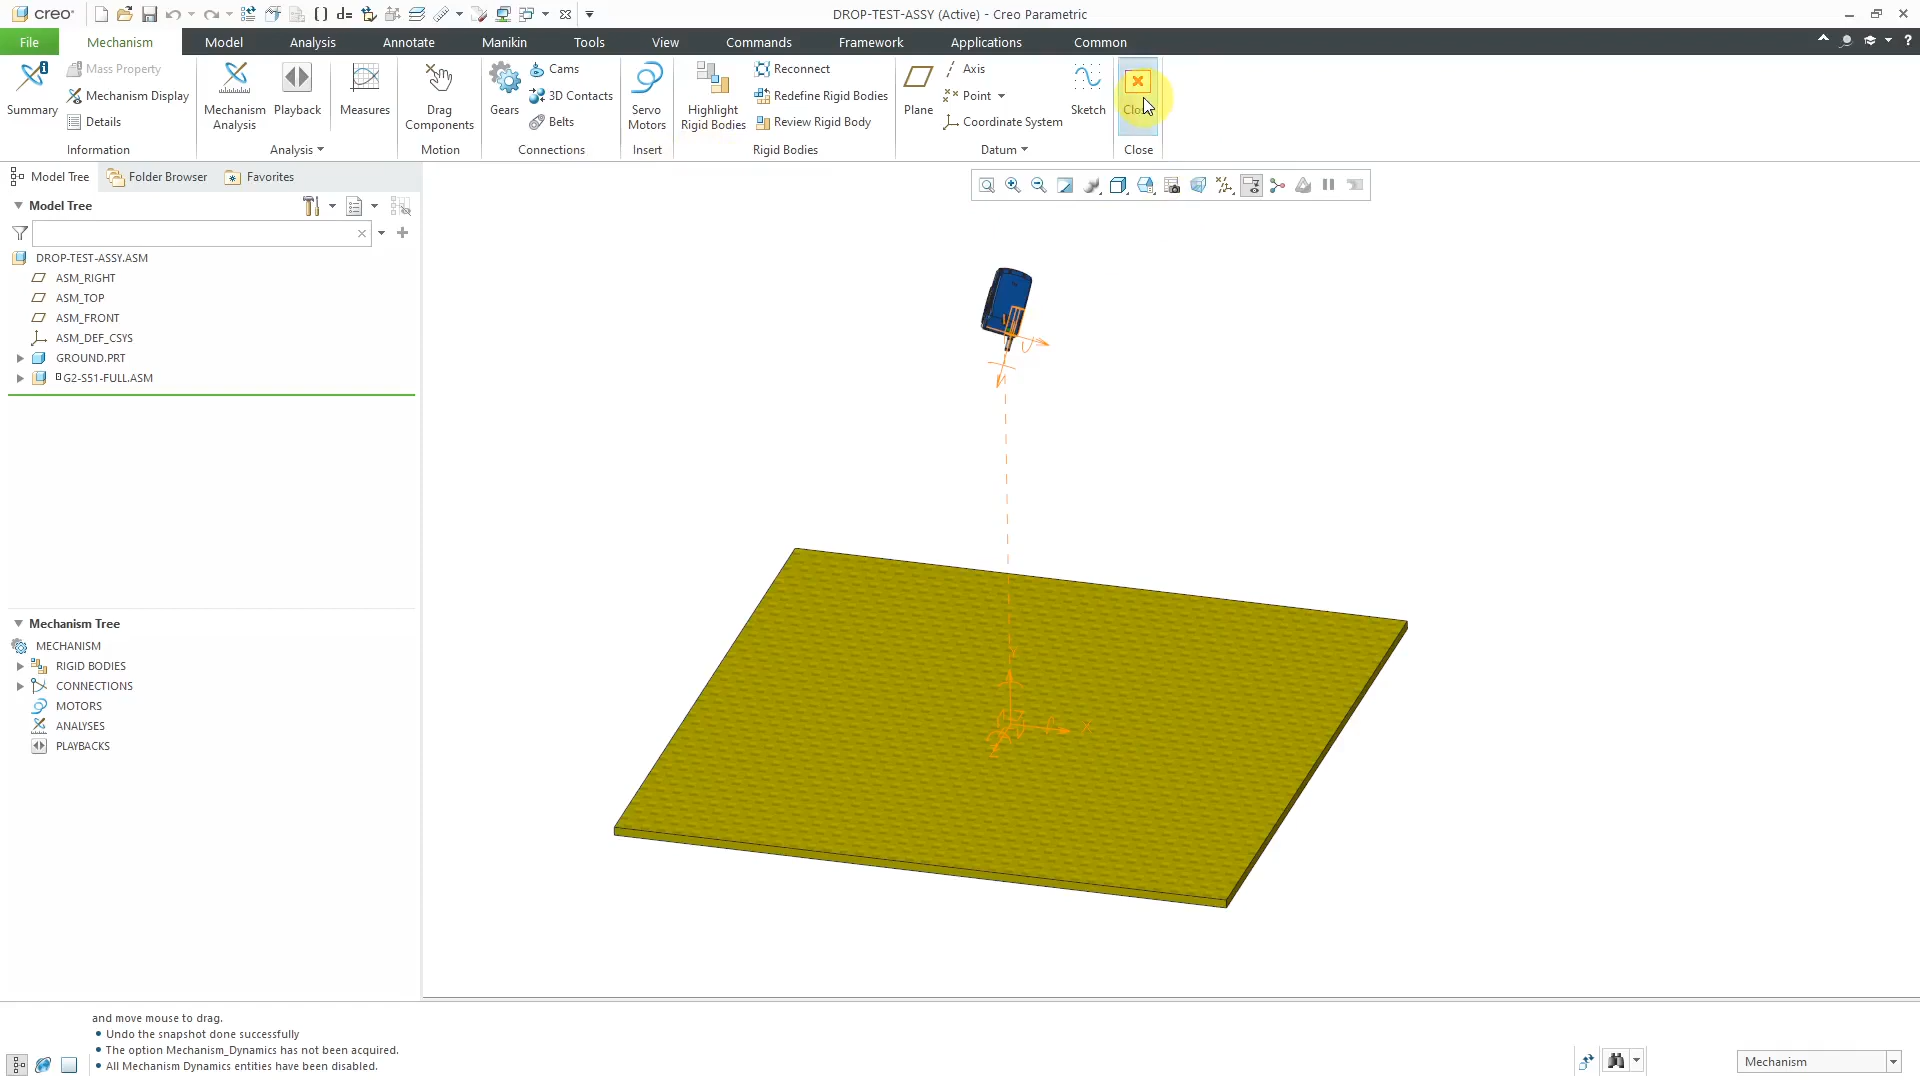 creo
DROP-TEST-ASSY (Active) - Creo Parametric
File
Mechanism
Model
Analysis
Annotate
Manikin
Tools
View
Commands
Framework
Applications
Common
Summary
Mass Property
Mechanism Display
Details
Information
Mechanism
Analysis
Playback
Analysis
Measures
Drag
Components
Motion
Gears
Cams
3D Contacts
Belts
Connections
Servo
Motors
Insert
Highlight
Rigid Bodies
Reconnect
Redefine Rigid Bodies
Review Rigid Body
Rigid Bodies
Plane
Axis
Point
Coordinate System
Sketch
Datum
Close
Close
Model Tree
Folder Browser
Favorites
Model Tree
DROP-TEST-ASSY.ASM
ASM_RIGHT
ASM_TOP
ASM_FRONT
ASM_DEF_CSYS
GROUND.PRT
G2-S51-FULL.ASM
Mechanism Tree
MECHANISM
RIGID BODIES
CONNECTIONS
MOTORS
ANALYSES
PLAYBACKS
X
and move mouse to drag.
• Undo the snapshot done successfully
• The option Mechanism_Dynamics has not been acquired.
• All Mechanism Dynamics entities have been disabled.
Mechanism